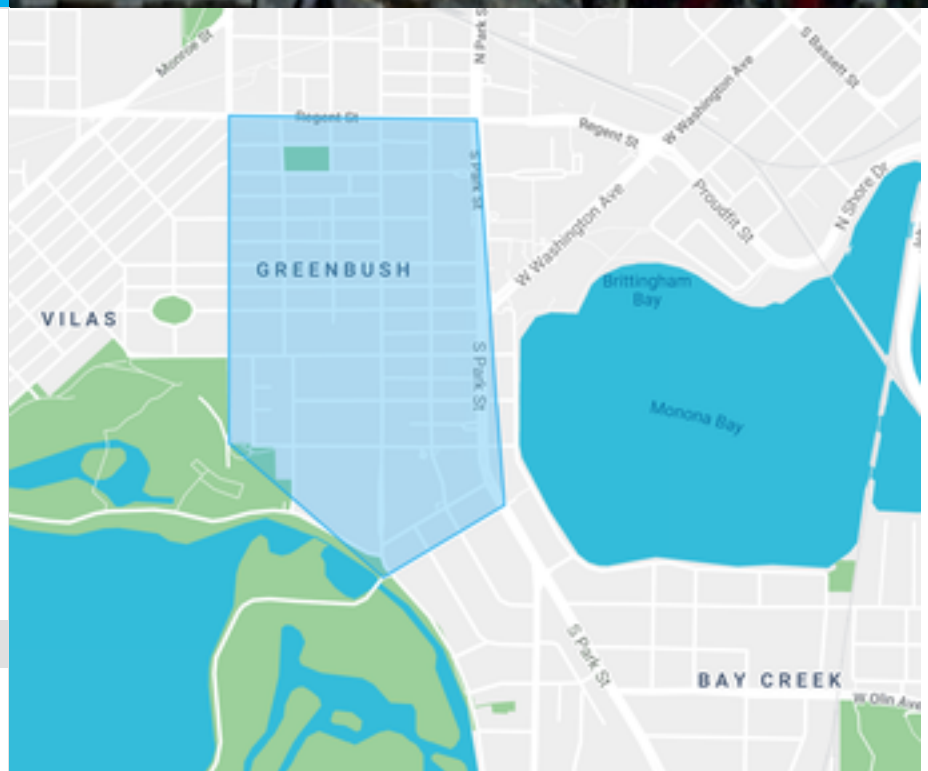 N Park S
S Bassett St
Monroe St
W Washington Ave
Regent St
Regent St
S Park St
N Shore Dr
Proudfit St
W Washington Ave
GREENBUSH
Brittingham
Bay
VILAS
S Park St
Monona Bay
S Park St
BAY CREEK
W Olin Ave